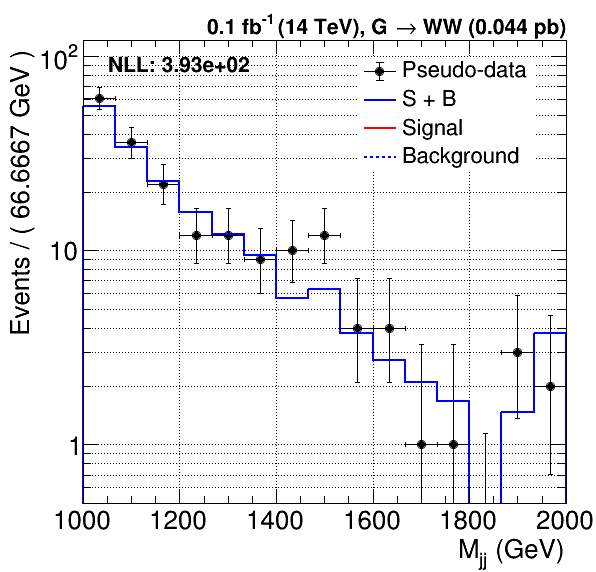 0.1 fb⁻¹ (14 TeV), G → WW (0.044 pb)
NLL: 3.93e+02
Pseudo-data
S + B
Signal
Background
Events / ( 66.6667 GeV )
10²
10
1
1000 1200 1400 1600 1800 2000
M_jj (GeV)